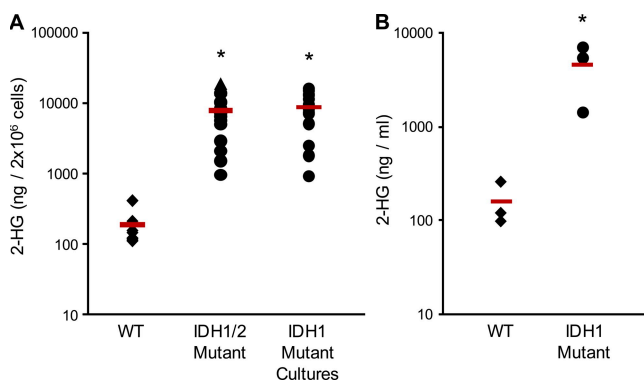 A
2-HG (ng / 2x10⁶ cells)
100000
10000
1000
100
10
*
*
WT
IDH1/2
Mutant
IDH1
Mutant
Cultures
B
2-HG (ng / ml)
10000
1000
100
10
*
WT
IDH1
Mutant